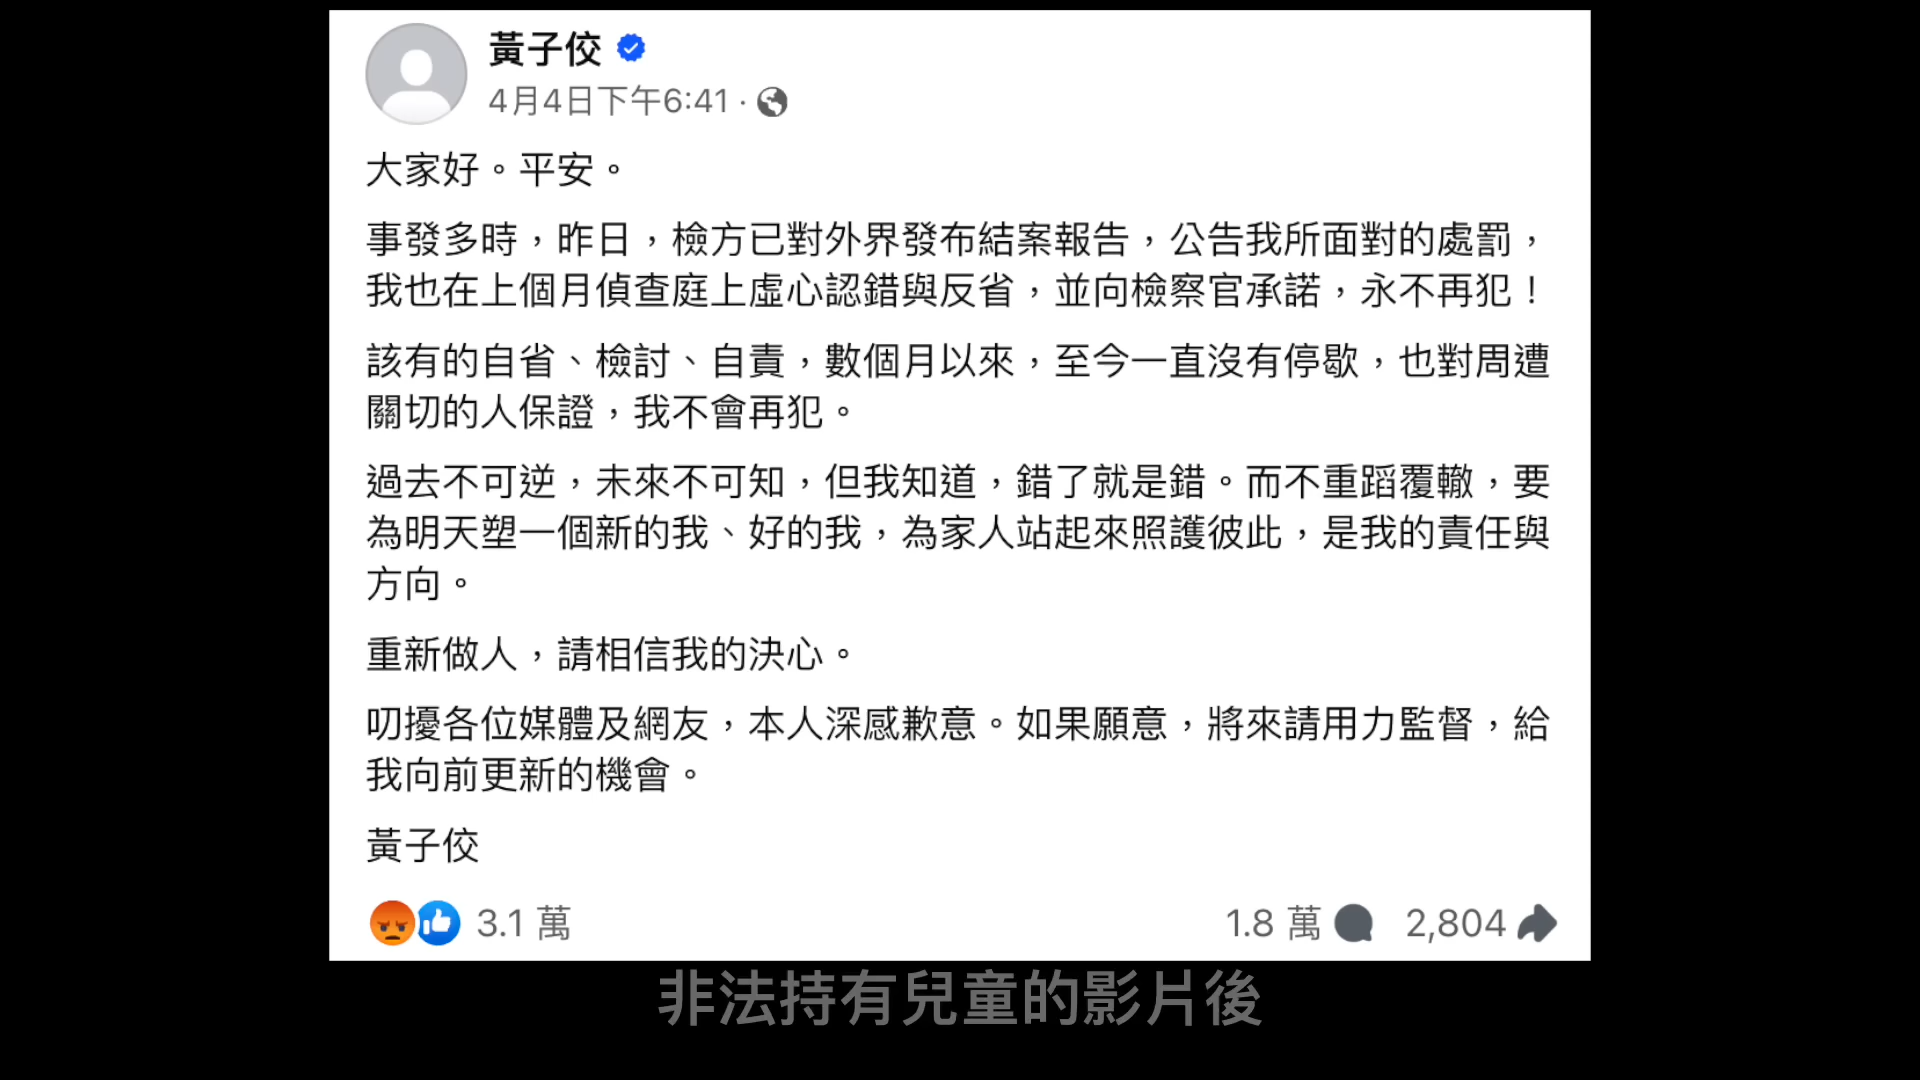 黃子佼
4月4日下午6:41 ·
大家好。平安。
事發多時，昨日，檢方已對外界發布結案報告，公告我所面對的處罰，
我也在上個月偵查庭上虛心認錯與反省，並向檢察官承諾，永不再犯！
該有的自省、檢討、自責，數個月以來，至今一直沒有停歇，也對周遭
關切的人保證，我不會再犯。
過去不可逆，未來不可知，但我知道，錯了就是錯。而不重蹈覆轍，要
為明天塑一個新的我、好的我，為家人站起來照護彼此，是我的責任與
方向。
重新做人，請相信我的決心。
叨擾各位媒體及網友，本人深感歉意。如果願意，將來請用力監督，給
我向前更新的機會。
黃子佼
3.1 萬 1.8 萬 2,804
非法持有兒童的影片後